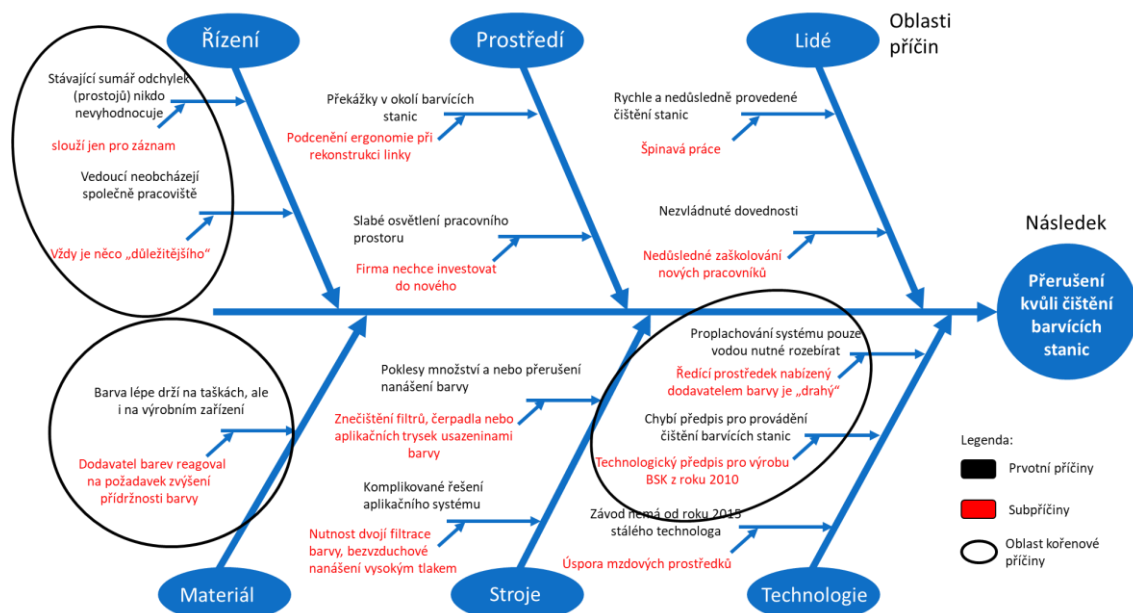 Řízení
Prostředí
Lidé
Oblasti
příčin
Stávající sumář odchylek
(prostojů) nikdo
nevyhodnocuje
slouží jen pro záznam
Vedoucí neobcházejí
společně pracoviště
Vždy je něco „důležitějšího“
Překážky v okolí barvících
stanic
Podcenění ergonomie při
rekonstrukci linky
Slabé osvětlení pracovního
prostoru
Firma nechce investovat
do nového
Rychle a nedůsledně provedené
čištění stanic
Špinavá práce
Nezvládnuté dovednosti
Nedůsledné zaškolování
nových pracovníků
Následek
Přerušení
kvůli čištění
barvících
stanic
Barva lépe drží na taškách, ale
i na výrobním zařízení
Dodavatel barev reagoval
na požadavek zvýšení
přídržnosti barvy
Poklesy množství a nebo přerušení
nanášení barvy
Znečištění filtrů, čerpadla nebo
aplikačních trysek usazeninami
barvy
Komplikované řešení
aplikačního systému
Nutnost dvojí filtrace
barvy, bezvzduchové
nanášení vysokým tlakem
Proplachování systému pouze
vodou nutné rozebírat
Ředící prostředek nabízený
dodavatelem barvy je „drahý“
Chybí předpis pro provádění
čištění barvících stanic
Technologický předpis pro výrobu
BSK z roku 2010
Závod nemá od roku 2015
stálého technologa
Úspora mzdových prostředků
Materiál
Stroje
Technologie
Legenda:
Prvotní příčiny
Subpříčiny
Oblast kořenové
příčiny